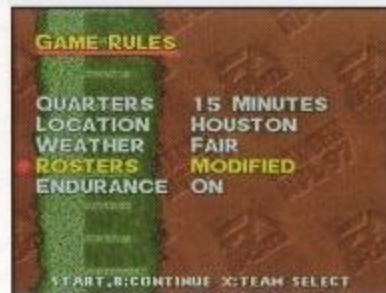 GAME RULES
QUARTERS 15 MINUTES
LOCATION HOUSTON
WEATHER FAIR
ROSTERS MODIFIED
ENDURANCE ON
START,B:CONTINUE X:TEAM SELECT